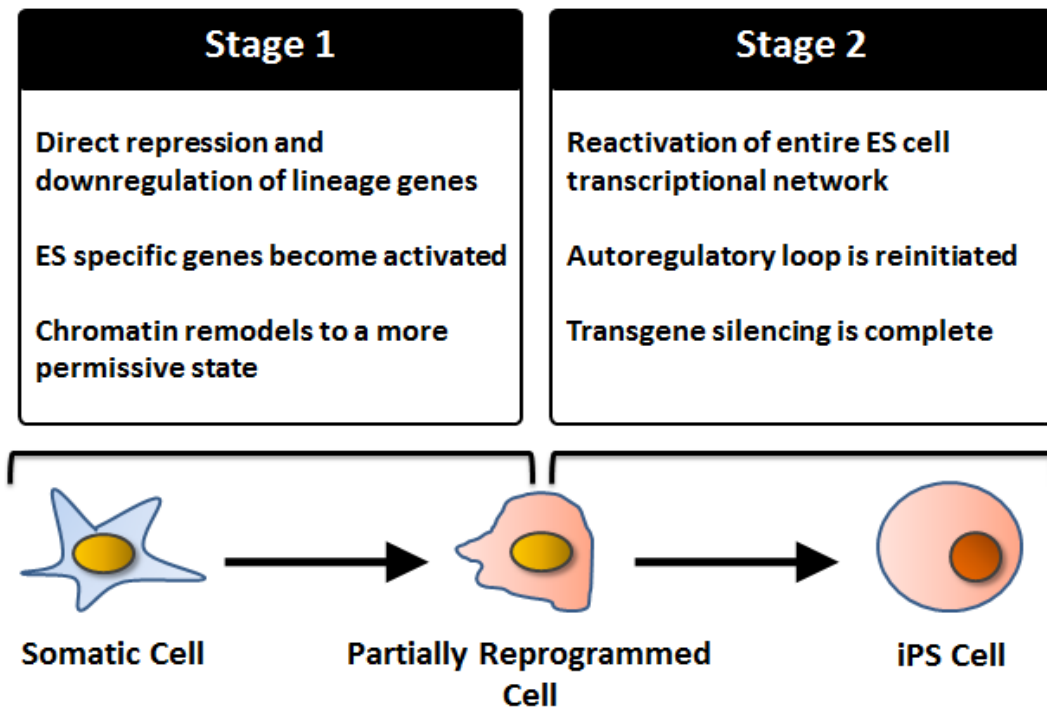 Stage 1
Direct repression and
downregulation of lineage genes
ES specific genes become activated
Chromatin remodels to a more
permissive state
Stage 2
Reactivation of entire ES cell
transcriptional network
Autoregulatory loop is reinitiated
Transgene silencing is complete
Somatic Cell
Partially Reprogrammed
Cell
iPS Cell